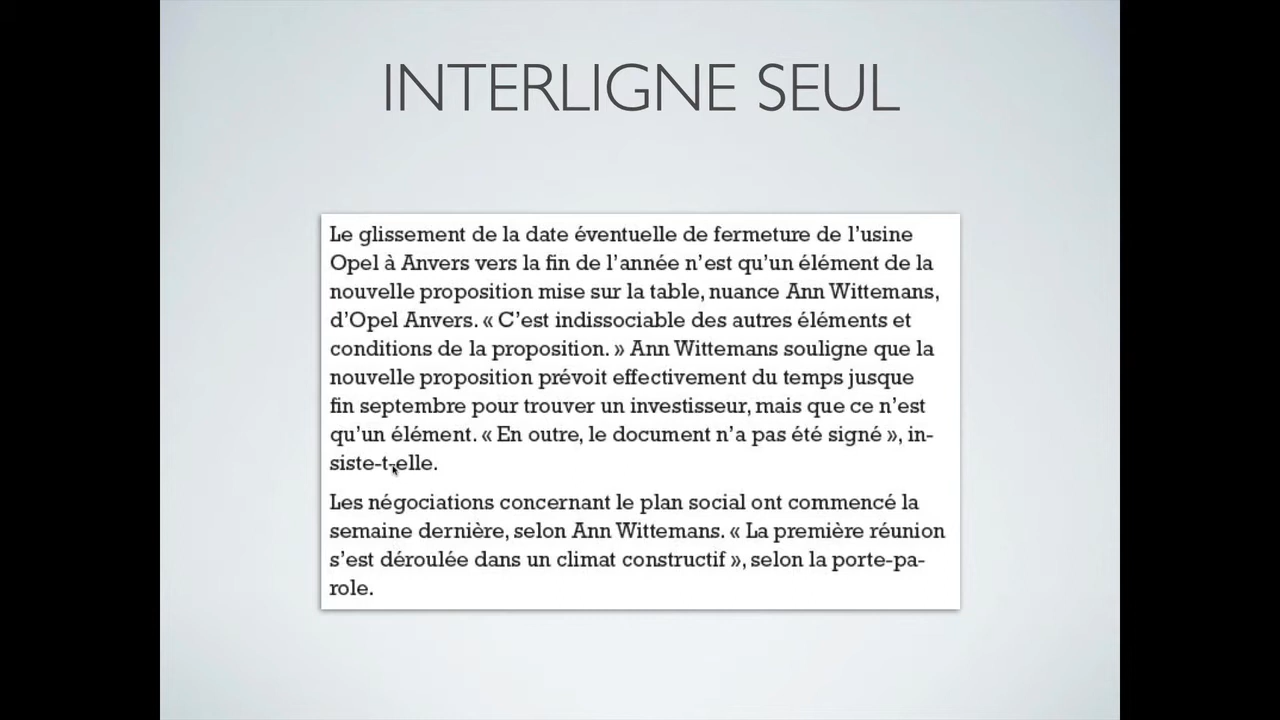 INTERLIGNE SEUL
Le glissement de la date éventuelle de fermeture de l’usine
Opel à Anvers vers la fin de l’année n’est qu’un élément de la
nouvelle proposition mise sur la table, nuance Ann Wittemans,
d’Opel Anvers. « C’est indissociable des autres éléments et
conditions de la proposition. » Ann Wittemans souligne que la
nouvelle proposition prévoit effectivement du temps jusque
fin septembre pour trouver un investisseur, mais que ce n’est
qu’un élément. « En outre, le document n’a pas été signé », in-
siste-t-elle.
Les négociations concernant le plan social ont commencé la
semaine dernière, selon Ann Wittemans. « La première réunion
s’est déroulée dans un climat constructif », selon la porte-pa-
role.